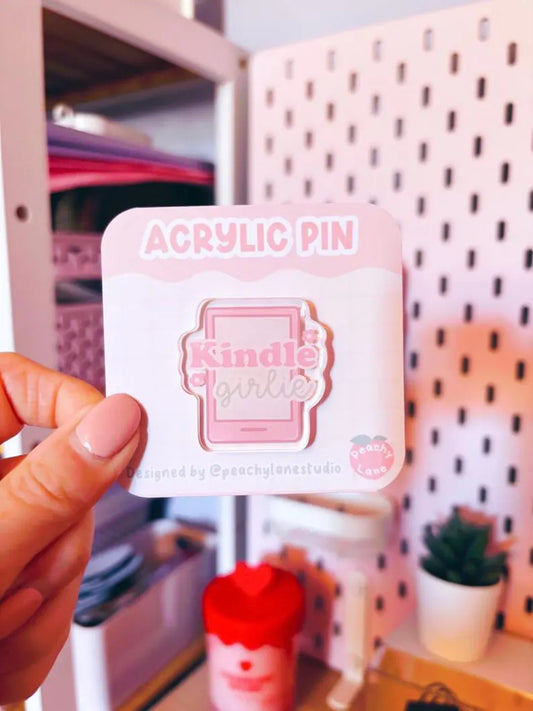 ACRYLIC PIN
Kindle
girlie
Designed by @peachylanestudio
Peachy
Lane